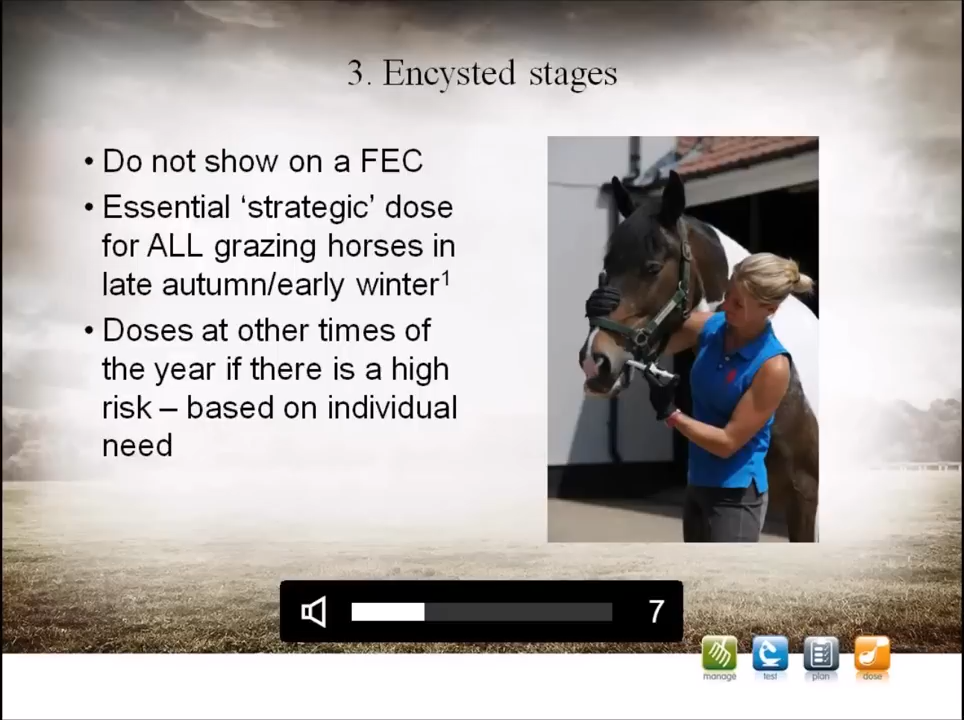 3. Encysted stages
• Do not show on a FEC
• Essential ‘strategic’ dose
for ALL grazing horses in
late autumn/early winter¹
• Doses at other times of
the year if there is a high
risk – based on individual
need
7
manage test plan dose